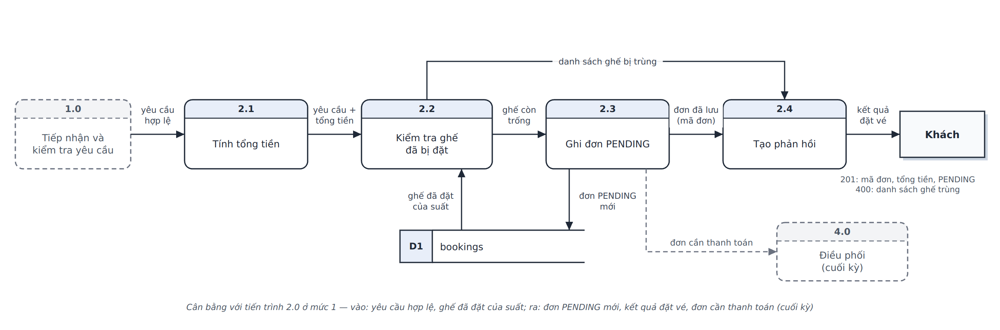 danh sách ghế bị trùng
1.0
Tiếp nhận và
kiểm tra yêu cầu
yêu cầu
hợp lệ
2.1
Tính tổng tiền
yêu cầu +
tổng tiền
2.2
Kiểm tra ghế
đã bị đặt
ghế còn
trống
2.3
Ghi đơn PENDING
đơn đã lưu
(mã đơn)
2.4
Tạo phản hồi
kết quả
đặt vé
Khách
201: mã đơn, tổng tiền, PENDING
400: danh sách ghế trùng
ghế đã đặt
của suất
đơn PENDING
mới
D1
bookings
đơn cần thanh toán
4.0
Điều phối
(cuối kỳ)
Cân bằng với tiến trình 2.0 ở mức 1 — vào: yêu cầu hợp lệ, ghế đã đặt của suất; ra: đơn PENDING mới, kết quả đặt vé, đơn cần thanh toán (cuối kỳ)